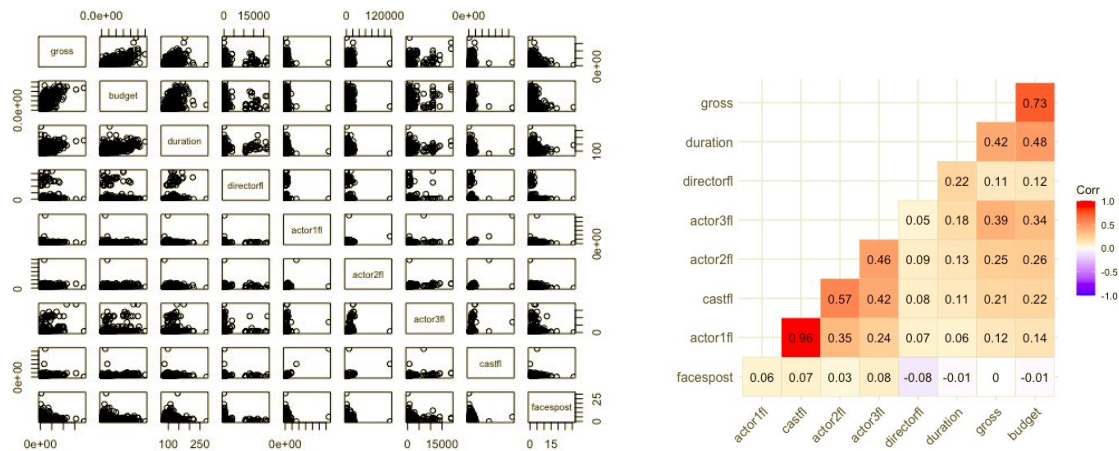 0.0e+00 0 15000 0 120000 0e+00
gross
0e+00
budget
0.0e+00
duration
100
directorfl
0
actor1fl
0e+00
actor2fl
0
actor3fl
0
castfl
0e+00
facespost
25
0
0e+00 100 250 0e+00 0 15000 0 15
gross 0.73
duration 0.42 0.48
directorfl 0.22 0.11 0.12
actor3fl 0.05 0.18 0.39 0.34
actor2fl 0.46 0.09 0.13 0.25 0.26
castfl 0.57 0.42 0.08 0.11 0.21 0.22
actor1fl 0.96 0.35 0.24 0.07 0.06 0.12 0.14
facespost 0.06 0.07 0.03 0.08 -0.08 -0.01 0 -0.01
actor1fl castfl actor2fl actor3fl directorfl duration gross budget
Corr
1.0
0.5
0.0
-0.5
-1.0